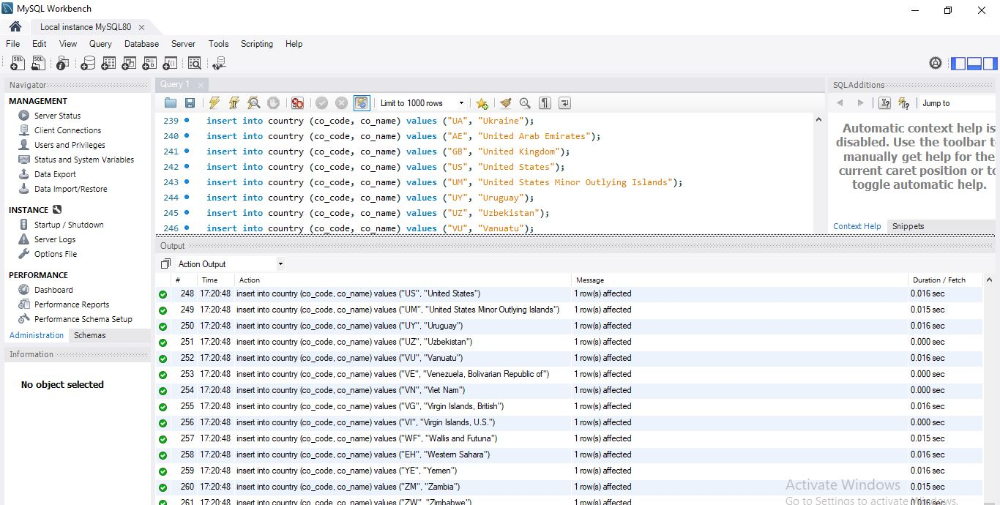 MySQL Workbench
Local instance MySQL80
File Edit View Query Database Server Tools Scripting Help
Navigator
MANAGEMENT
Server Status
Client Connections
Users and Privileges
Status and System Variables
Data Export
Data Import/Restore
INSTANCE
Startup / Shutdown
Server Logs
Options File
PERFORMANCE
Dashboard
Performance Reports
Performance Schema Setup
Administration Schemas
Information
No object selected
Query 1
Limit to 1000 rows
239 insert into country (co_code, co_name) values ("UA", "Ukraine");
240 insert into country (co_code, co_name) values ("AE", "United Arab Emirates");
241 insert into country (co_code, co_name) values ("GB", "United Kingdom");
242 insert into country (co_code, co_name) values ("US", "United States");
243 insert into country (co_code, co_name) values ("UM", "United States Minor Outlying Islands");
244 insert into country (co_code, co_name) values ("UY", "Uruguay");
245 insert into country (co_code, co_name) values ("UZ", "Uzbekistan");
246 insert into country (co_code, co_name) values ("VU", "Vanuatu");
SQLAdditions
Jump to
Automatic context help is
disabled. Use the toolbar t
manually get help for the
current caret position or to
toggle automatic help.
Context Help Snippets
Output
Action Output
# Time Action Message Duration / Fetch
248 17:20:48 insert into country (co_code, co_name) values ("US", "United States") 1 row(s) affected 0.016 sec
249 17:20:48 insert into country (co_code, co_name) values ("UM", "United States Minor Outlying Islands") 1 row(s) affected 0.015 sec
250 17:20:48 insert into country (co_code, co_name) values ("UY", "Uruguay") 1 row(s) affected 0.016 sec
251 17:20:48 insert into country (co_code, co_name) values ("UZ", "Uzbekistan") 1 row(s) affected 0.000 sec
252 17:20:48 insert into country (co_code, co_name) values ("VU", "Vanuatu") 1 row(s) affected 0.016 sec
253 17:20:48 insert into country (co_code, co_name) values ("VE", "Venezuela, Bolivarian Republic of") 1 row(s) affected 0.000 sec
254 17:20:48 insert into country (co_code, co_name) values ("VN", "Viet Nam") 1 row(s) affected 0.000 sec
255 17:20:48 insert into country (co_code, co_name) values ("VG", "Virgin Islands, British") 1 row(s) affected 0.016 sec
256 17:20:48 insert into country (co_code, co_name) values ("VI", "Virgin Islands, U.S.") 1 row(s) affected 0.000 sec
257 17:20:48 insert into country (co_code, co_name) values ("WF", "Wallis and Futuna") 1 row(s) affected 0.015 sec
258 17:20:48 insert into country (co_code, co_name) values ("EH", "Western Sahara") 1 row(s) affected 0.016 sec
259 17:20:48 insert into country (co_code, co_name) values ("YE", "Yemen") 1 row(s) affected 0.016 sec
260 17:20:48 insert into country (co_code, co_name) values ("ZM", "Zambia") 1 row(s) affected 0.015 sec
261 17:20:48 insert into country (co_code, co_name) values ("ZW", "Zimbabwe") 1 row(s) affected 0.016 sec
Activate Windows
Go to Settings to activate Windows.